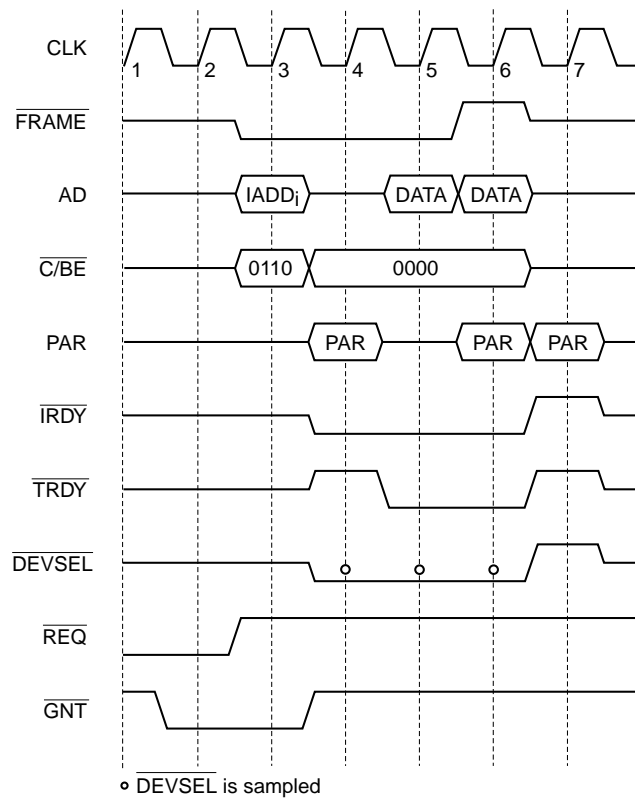 CLK
1 2 3 4 5 6 7
FRAME
AD IADDi DATA DATA
C/BE 0110 0000
PAR PAR PAR PAR
IRDY
TRDY
DEVSEL
REQ
GNT
DEVSEL is sampled